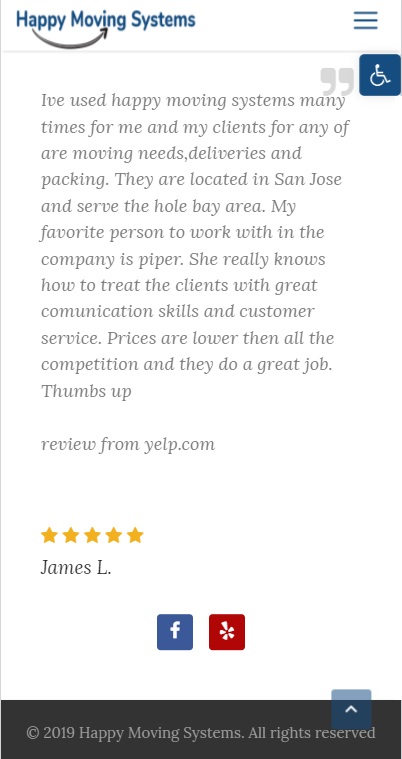 Happy Moving Systems
Ive used happy moving systems many
times for me and my clients for any of
are moving needs,deliveries and
packing. They are located in San Jose
and serve the hole bay area. My
favorite person to work with in the
company is piper. She really knows
how to treat the clients with great
comunication skills and customer
service. Prices are lower then all the
competition and they do a great job.
Thumbs up
review from yelp.com
James L.
© 2019 Happy Moving Systems. All rights reserved